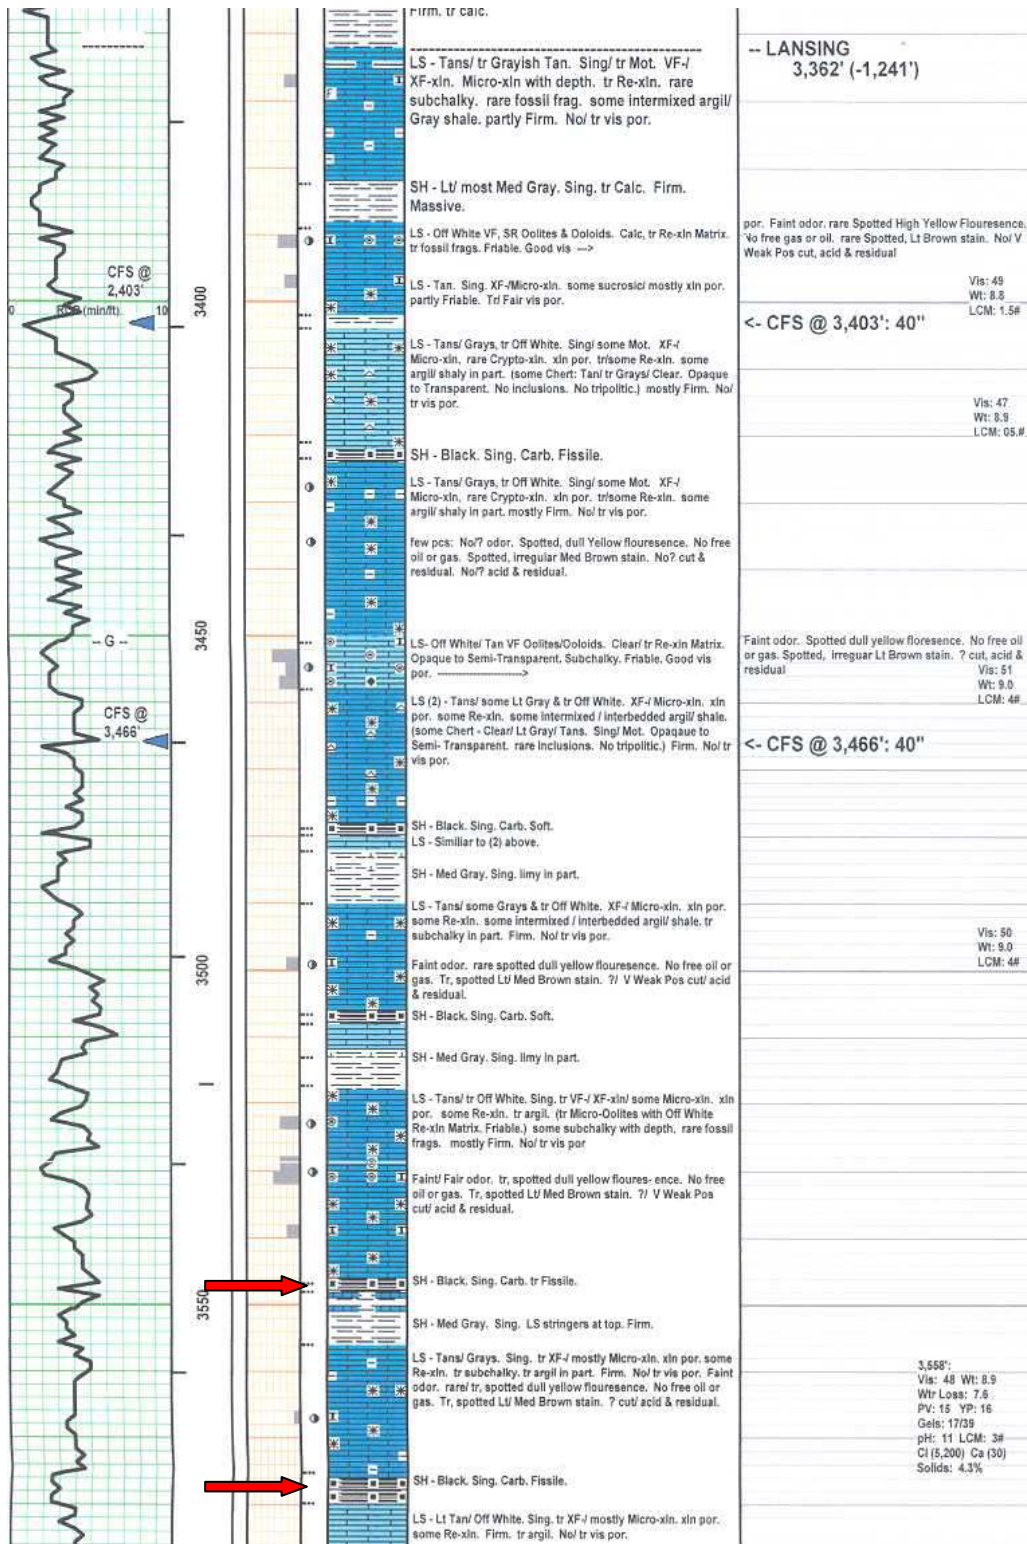 Firm. tr calc.
-- LANSING
3,362' (-1,241')
LS - Tans/ tr Grayish Tan. Sing/ tr Mot. VF-/
XF-xln. Micro-xln with depth. tr Re-xln. rare
subchalky. rare fossil frag. some intermixed argil/
Gray shale. partly Firm. No/ tr vis por.
SH - Lt/ most Med Gray. Sing. tr Calc. Firm.
Massive.
LS - Off White VF, SR Oolites & Ooloids. Calc, tr Re-xln Matrix.
tr fossil frags. Friable. Good vis --->
por. Faint odor. rare Spotted High Yellow Flouresence.
No free gas or oil. rare Spotted, Lt Brown stain. No/ V
Weak Pos cut, acid & residual
CFS @
2,403'
LS - Tan. Sing. XF-/Micro-xln. some sucrosic/ mostly xln por.
partly Friable. Tr/ Fair vis por.
Vis: 49
Wt: 8.8
LCM: 1.5#
0 ROP (min/ft). 10
3400
<- CFS @ 3,403': 40"
LS - Tans/ Grays, tr Off White. Sing/ some Mot. XF-/
Micro-xln, rare Crypto-xln. xln por. tr/some Re-xln. some
argil/ shaly in part. (some Chert: Tan/ tr Grays/ Clear. Opaque
to Transparent. No inclusions. No tripolitic.) mostly Firm. No/
tr vis por.
Vis: 47
Wt: 8.9
LCM: 05.#
SH - Black. Sing. Carb. Fissile.
LS - Tans/ Grays, tr Off White. Sing/ some Mot. XF-/
Micro-xln, rare Crypto-xln. xln por. tr/some Re-xln. some
argil/ shaly in part. mostly Firm. No/ tr vis por.
few pcs: No/? odor. Spotted, dull Yellow flouresence. No free
oil or gas. Spotted, irregular Med Brown stain. No? cut &
residual. No/? acid & residual.
-- G --
3450
LS- Off White/ Tan VF Oolites/Ooloids. Clear/ tr Re-xin Matrix.
Opaque to Semi-Transparent. Subchalky. Friable. Good vis
por. ---------------------->
Faint odor. Spotted dull yellow floresence. No free oil
or gas. Spotted, irreguar Lt Brown stain. ? cut, acid &
residual
Vis: 51
Wt: 9.0
LCM: 4#
CFS @
3,466'
LS (2) - Tans/ some Lt Gray & tr Off White. XF-/ Micro-xln. xln
por. some Re-xln. some intermixed / interbedded argil/ shale.
(some Chert - Clear/ Lt Gray/ Tans. Sing/ Mot. Opaqaue to
Semi- Transparent. rare Inclusions. No tripolitic.) Firm. No/ tr
vis por.
<- CFS @ 3,466': 40"
SH - Black. Sing. Carb. Soft.
LS - Similiar to (2) above.
SH - Med Gray. Sing. limy in part.
LS - Tans/ some Grays & tr Off White. XF-/ Micro-xln. xln por.
some Re-xln. some intermixed / interbedded argil/ shale. tr
subchalky in part. Firm. No/ tr vis por.
Vis: 50
Wt: 9.0
LCM: 4#
3500
Faint odor. rare spotted dull yellow flouresence. No free oil or
gas. Tr, spotted Lt/ Med Brown stain. ?/ V Weak Pos cut/ acid
& residual.
SH - Black. Sing. Carb. Soft.
SH - Med Gray. Sing. limy in part.
LS - Tans/ tr Off White. Sing. tr VF-/ XF-xln/ some Micro-xln. xln
por. some Re-xln. tr argil. (tr Micro-Oolites with Off White
Re-xln Matrix. Friable.) some subchalky with depth, rare fossil
frags. mostly Firm. No/ tr vis por
Faint/ Fair odor. tr, spotted dull yellow floures- ence. No free
oil or gas. Tr, spotted Lt/ Med Brown stain. ?/ V Weak Pos
cut/ acid & residual.
SH - Black. Sing. Carb. tr Fissile.
3550
SH - Med Gray. Sing. LS stringers at top. Firm.
LS - Tans/ Grays. Sing. tr XF-/ mostly Micro-xln. xln por. some
Re-xln. tr subchalky. tr argil in part. Firm. No/ tr vis por. Faint
odor. rare/ tr, spotted dull yellow flouresence. No free oil or
gas. Tr, spotted Lt/ Med Brown stain. ? cut/ acid & residual.
3,558':
Vis: 48 Wt: 8.9
Wtr Loss: 7.6
PV: 15 YP: 16
Gels: 17/39
pH: 11 LCM: 3#
Cl (5,200) Ca (30)
Solids: 4.3%
SH - Black. Sing. Carb. Fissile.
LS - Lt Tan/ Off White. Sing. tr XF-/ mostly Micro-xln. xln por.
some Re-xln. Firm. tr argil. No/ tr vis por.